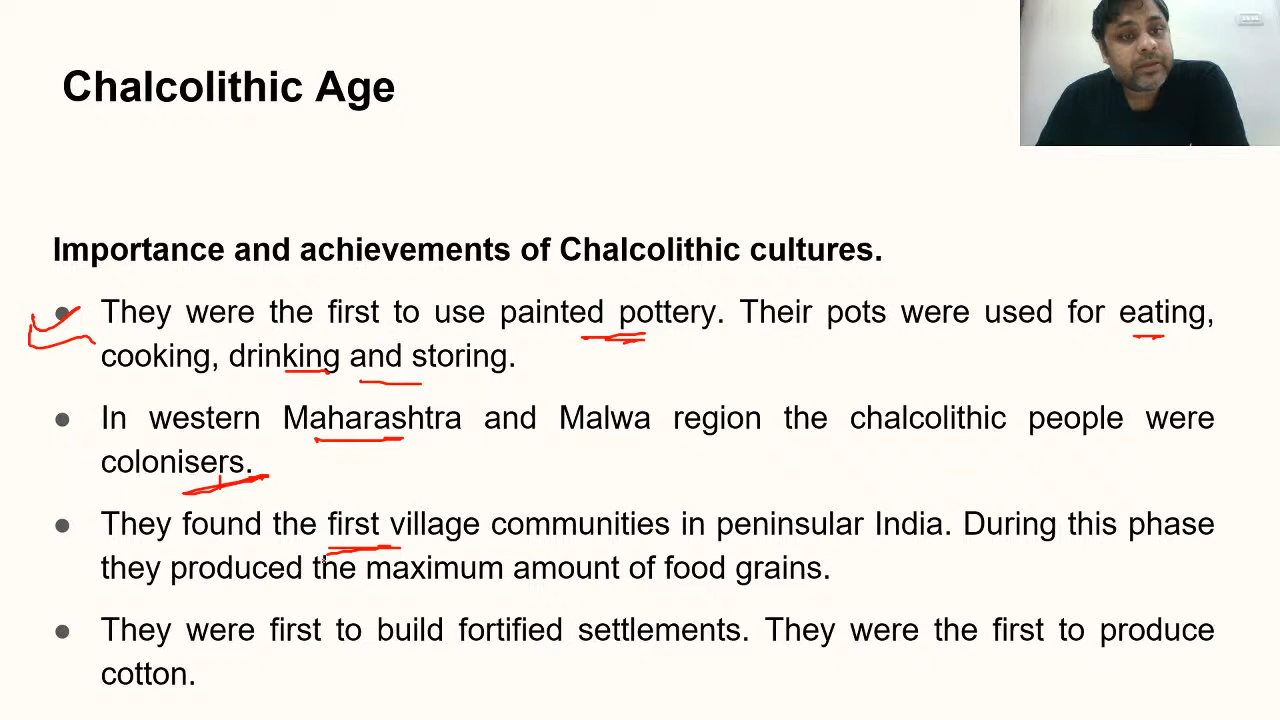 Chalcolithic Age
Importance and achievements of Chalcolithic cultures.
● They were the first to use painted pottery. Their pots were used for eating,
cooking, drinking and storing.
● In western Maharashtra and Malwa region the chalcolithic people were
colonisers.
● They found the first village communities in peninsular India. During this phase
they produced the maximum amount of food grains.
● They were first to build fortified settlements. They were the first to produce
cotton.